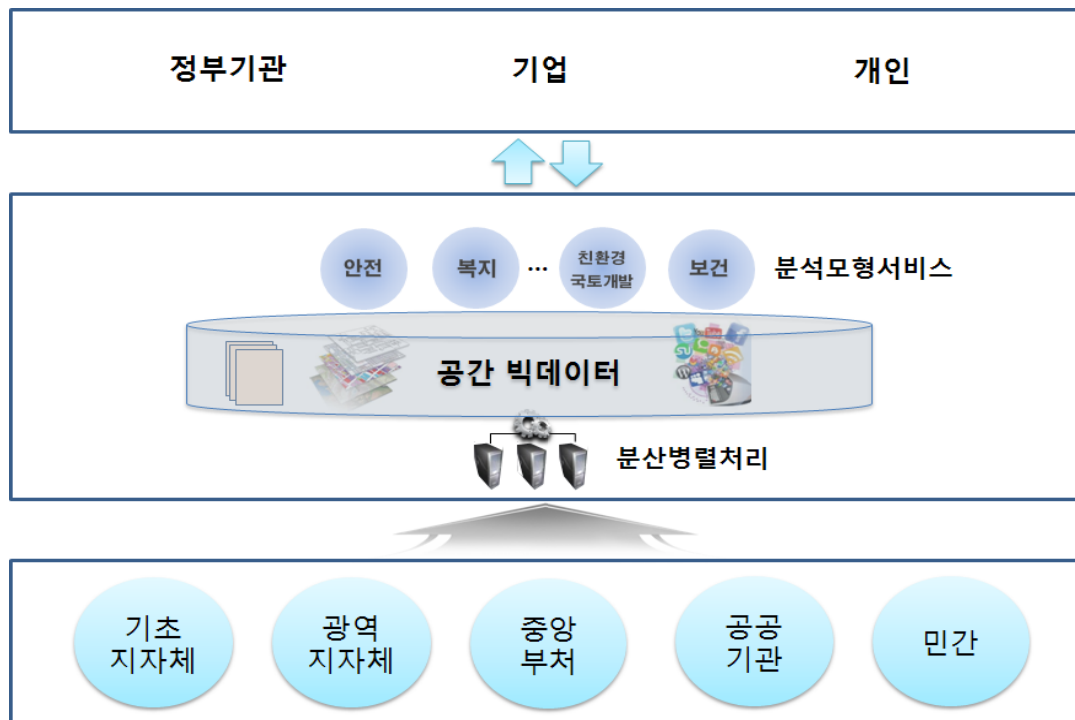 정부기관 기업 개인
안전 복지 ... 친환경 보건 분석모형서비스
국토개발
공간 빅데이터
분산병렬처리
기초 광역 중앙 공공 민간
지자체 지자체 부처 기관